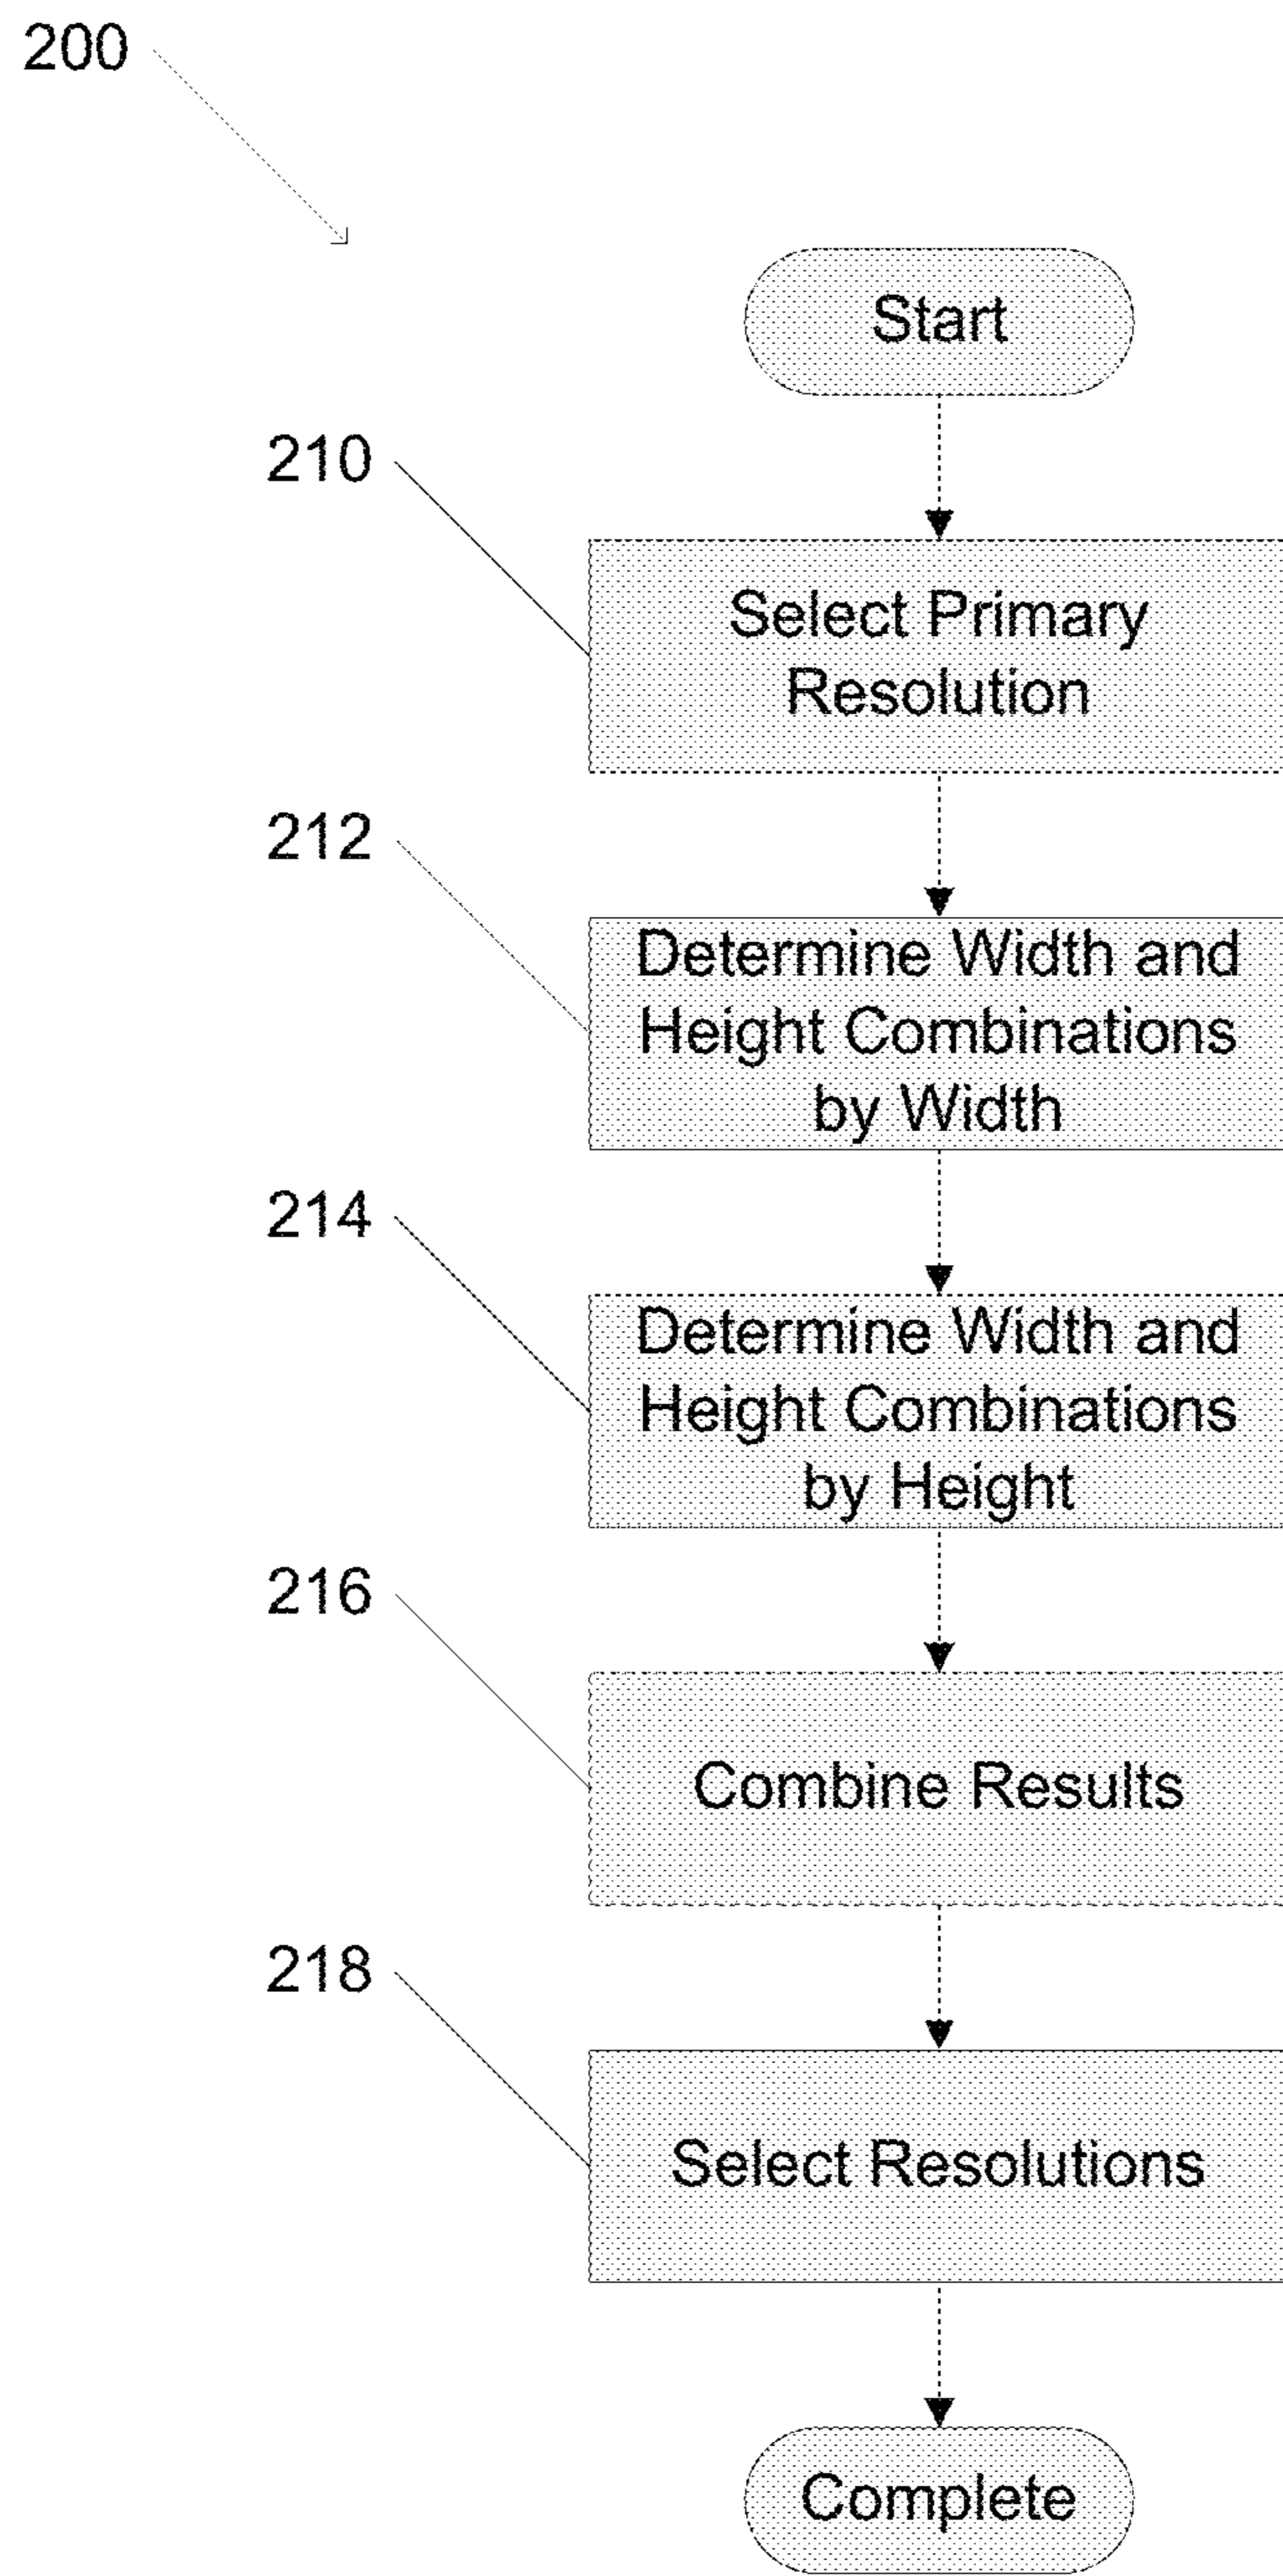 200
Start
210
Select Primary
Resolution
212
Determine Width and
Height Combinations
by Width
214
Determine Width and
Height Combinations
by Height
216
Combine Results
218
Select Resolutions
Complete